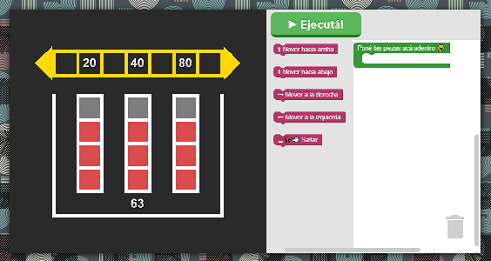 Ejecutá!
20 40 80
63
Mover hacia arriba
Mover hacia abajo
Mover a la derecha
Mover a la izquierda
Saltar
Poné las piezas acá adentro